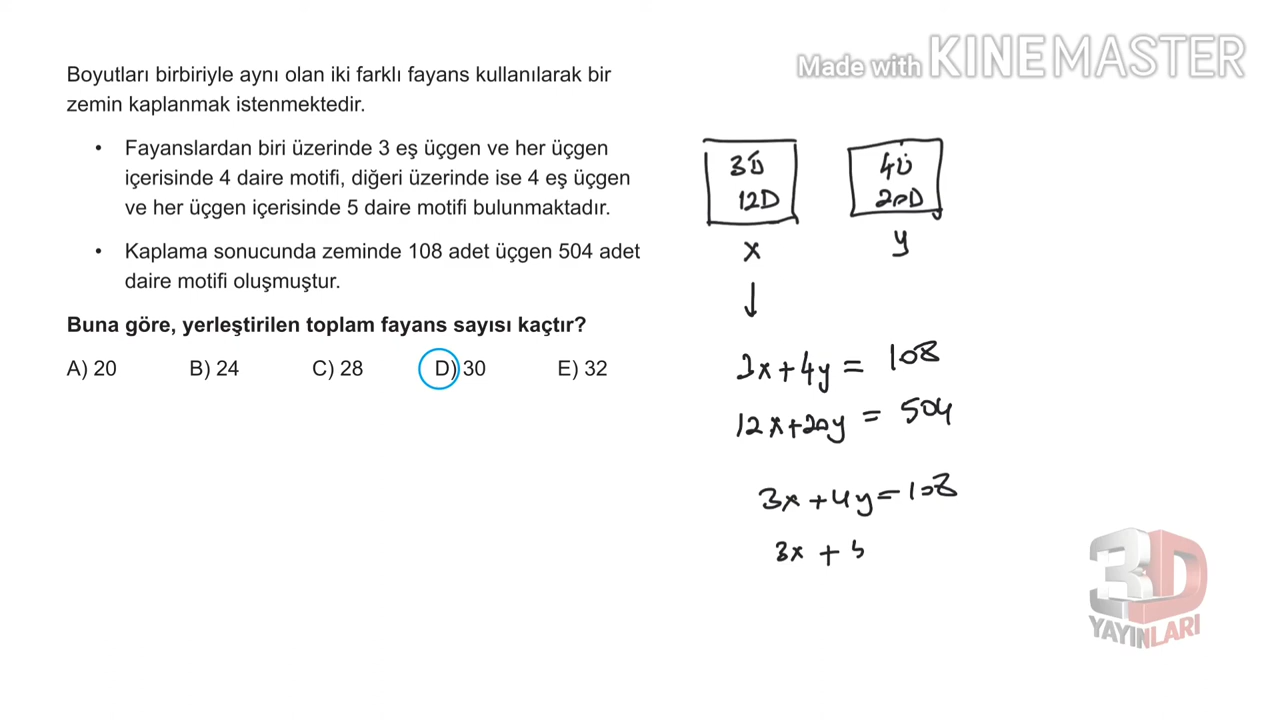 Made with KINEMASTER
Boyutları birbiriyle aynı olan iki farklı fayans kullanılarak bir
zemin kaplanmak istenmektedir.
• Fayanslardan biri üzerinde 3 eş üçgen ve her üçgen
içerisinde 4 daire motifi, diğeri üzerinde ise 4 eş üçgen
ve her üçgen içerisinde 5 daire motifi bulunmaktadır.
• Kaplama sonucunda zeminde 108 adet üçgen 504 adet
daire motifi oluşmuştur.
Buna göre, yerleştirilen toplam fayans sayısı kaçtır?
A) 20 B) 24 C) 28 D) 30 E) 32
3Ü 4Ü
12D 20D
x y
3x+4y = 108
12x+20y = 504
3x+4y=108
3x + 5
3D
YAYINLARI